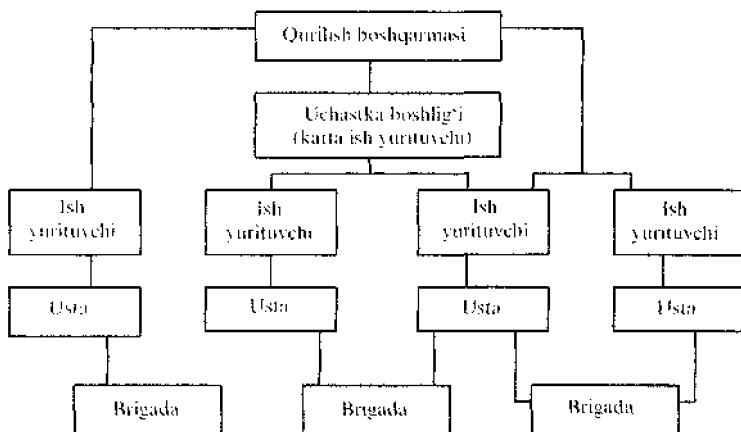 Qurilish boshqarmasi
Uchastka boshlig'i
(katta ish yurituvchi)
Ish
yurituvchi
Ish
yurituvchi
Ish
yurituvchi
Ish
yurituvchi
Usta
Usta
Usta
Usta
Brigada
Brigada
Brigada